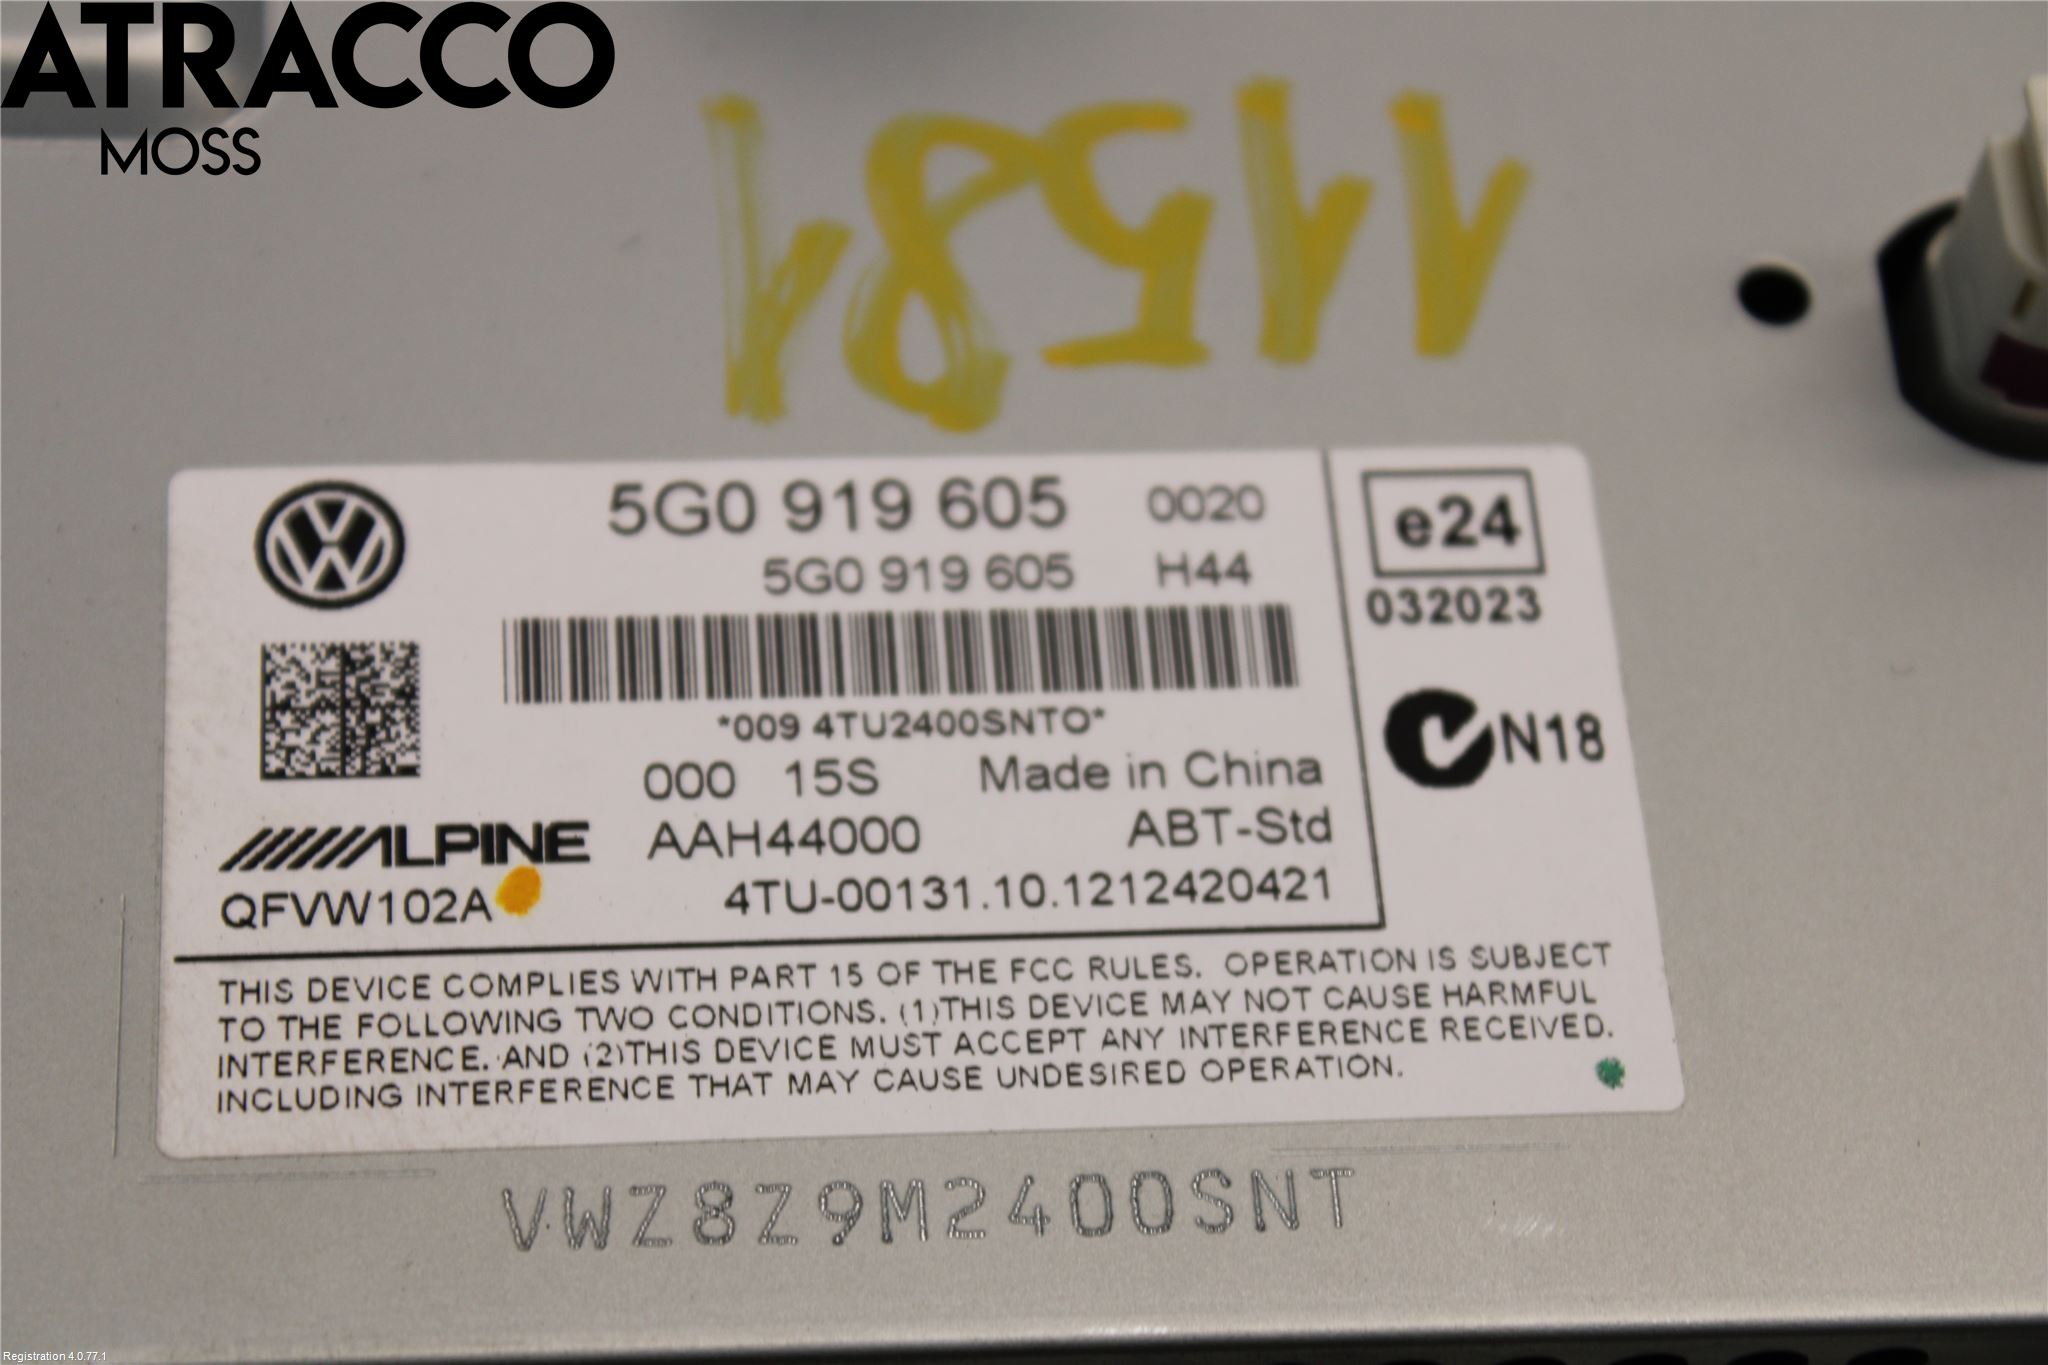 ATRACCO
MOSS
11581
5G0 919 605 0020
5G0 919 605 H44
e24
032023
*009 4TU2400SNTO*
N18
000 15S Made in China
AAH44000 ABT-Std
ALPINE
QFVW102A 4TU-00131.10.1212420421
THIS DEVICE COMPLIES WITH PART 15 OF THE FCC RULES. OPERATION IS SUBJECT
TO THE FOLLOWING TWO CONDITIONS. (1)THIS DEVICE MAY NOT CAUSE HARMFUL
INTERFERENCE. AND (2)THIS DEVICE MUST ACCEPT ANY INTERFERENCE RECEIVED.
INCLUDING INTERFERENCE THAT MAY CAUSE UNDESIRED OPERATION.
VWZ8Z9M2400SNT
Registration 4.0.77.1